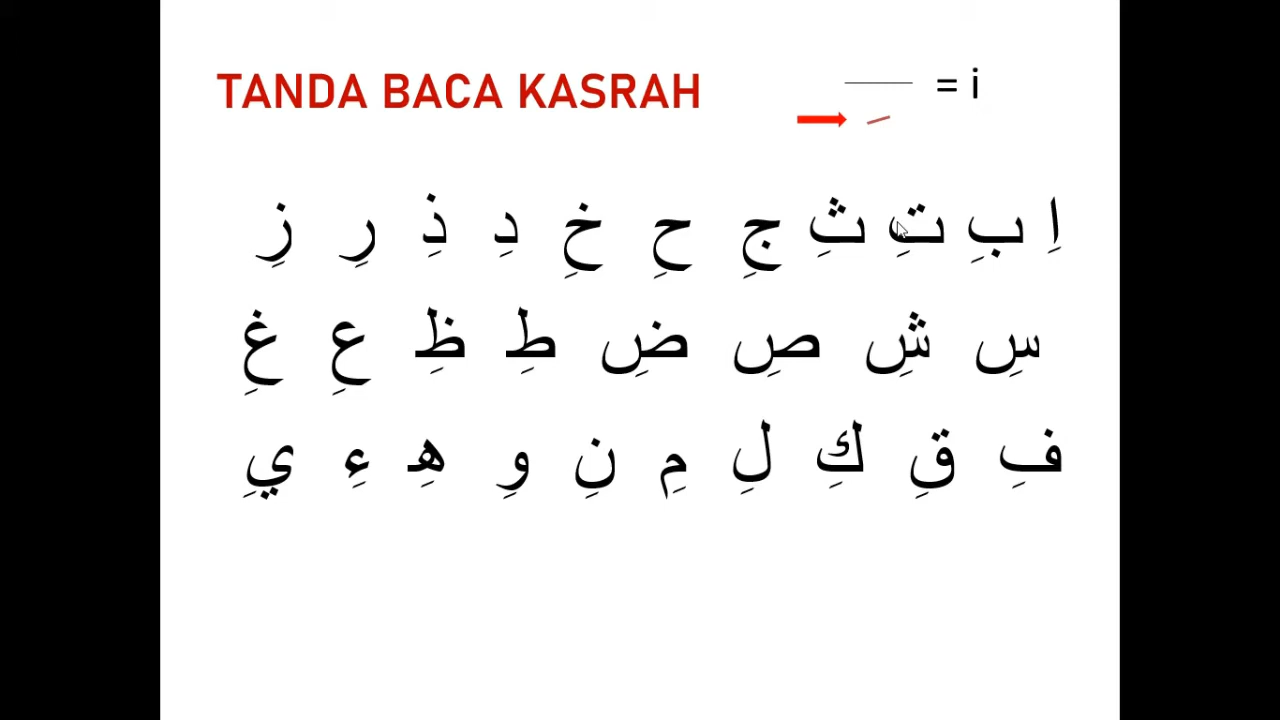 TANDA BACA KASRAH = i
اِ بِ تِ ثِ جِ حِ خِ دِ ذِ رِ زِ
سِ شِ صِ ضِ طِ ظِ عِ غِ
فِ قِ كِ لِ مِ نِ وِ هِ ءِ يِ